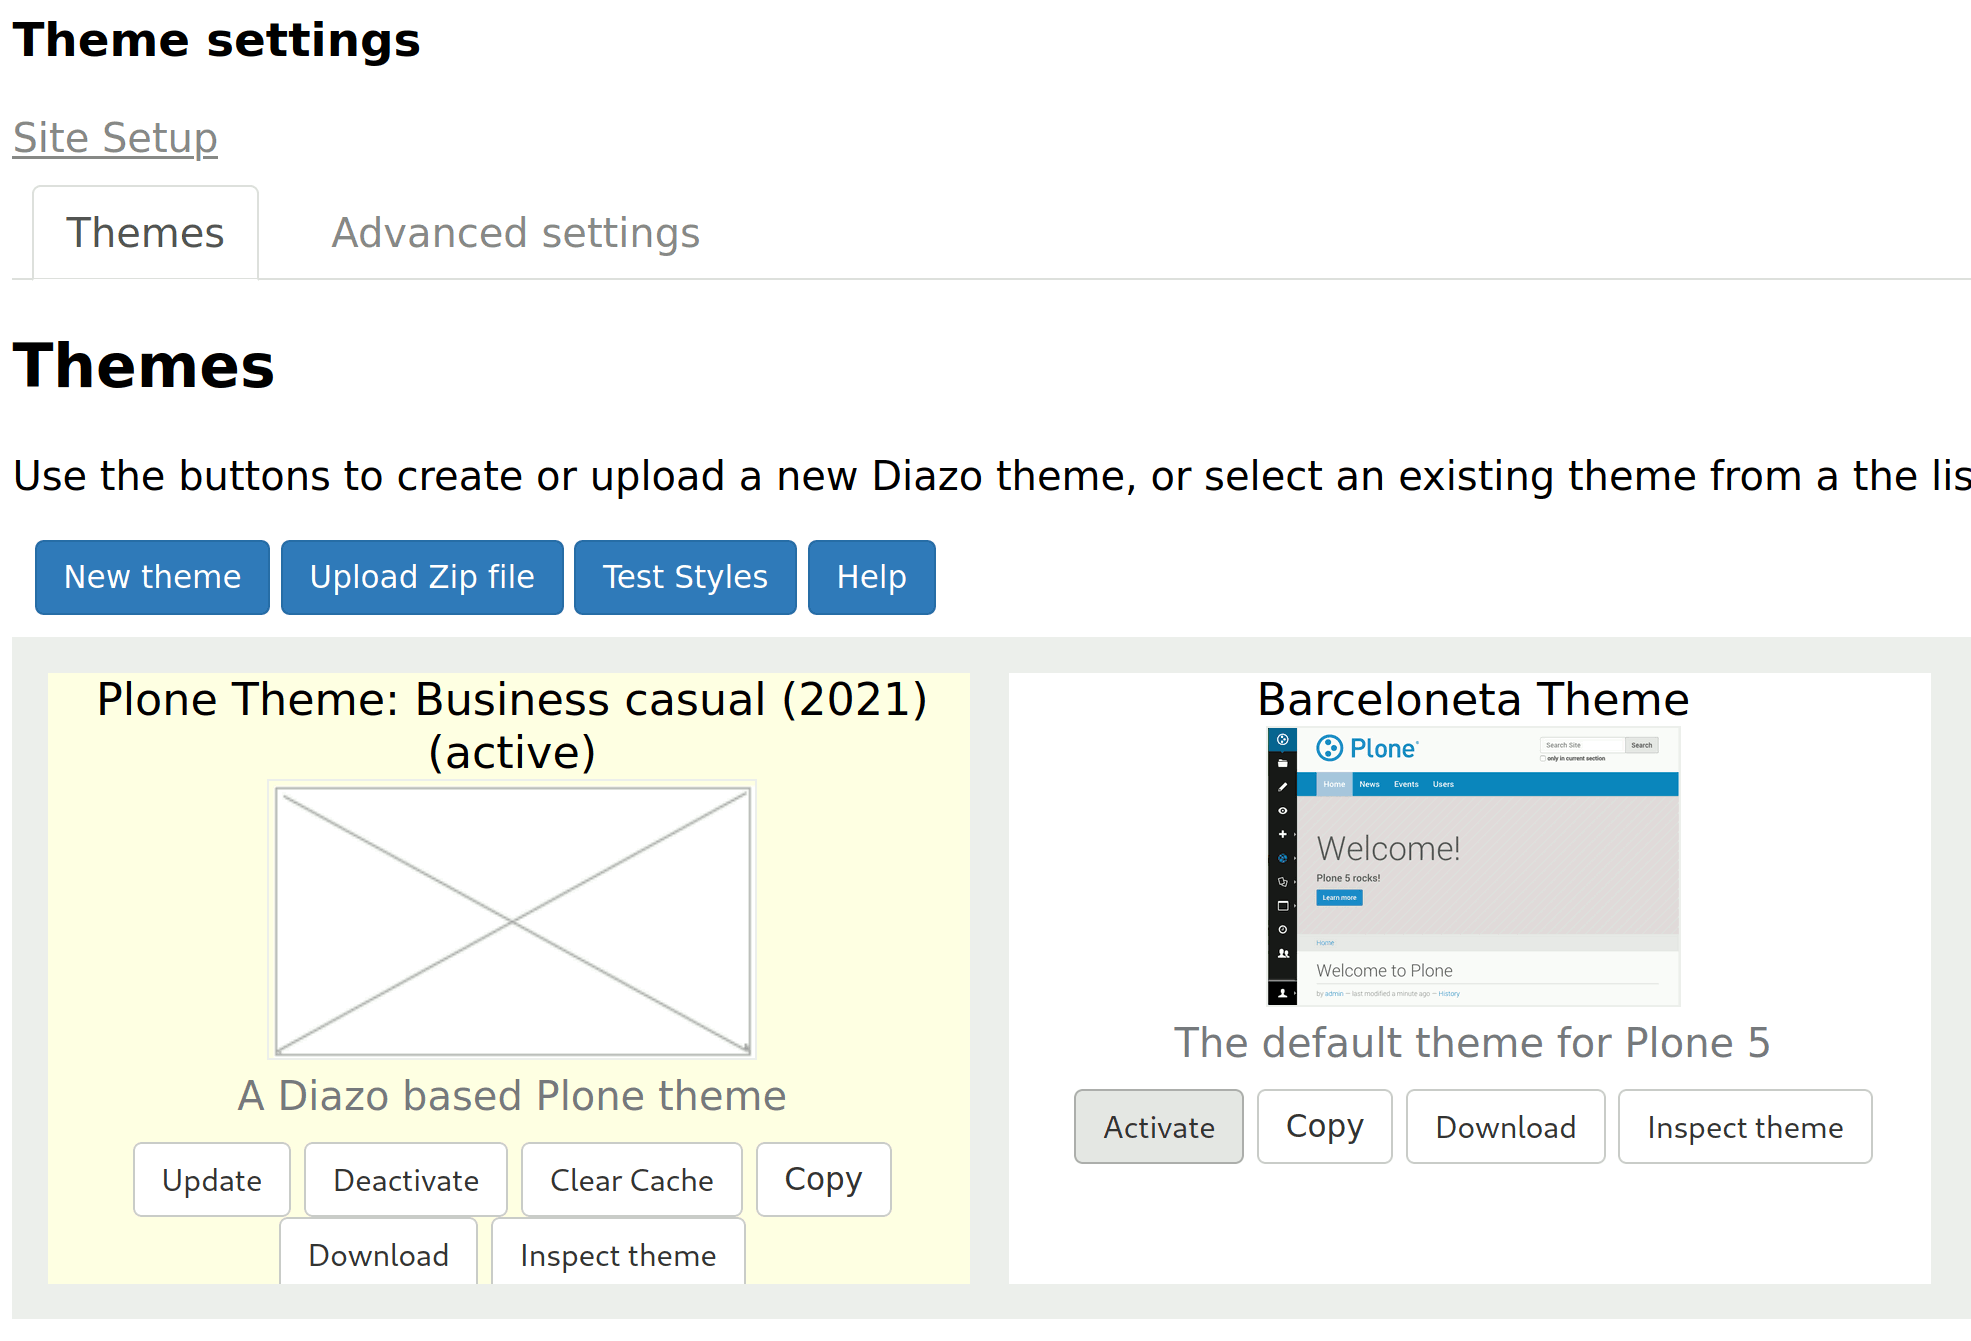 Theme settings
Site Setup
Themes
Advanced settings
Themes
Use the buttons to create or upload a new Diazo theme, or select an existing theme from a the lis
New theme
Upload Zip file
Test Styles
Help
Plone Theme: Business casual (2021)
(active)
A Diazo based Plone theme
Update
Deactivate
Clear Cache
Copy
Download
Inspect theme
Barceloneta Theme
Plone
Search Site
Search
only in current section
Home
News
Events
Users
Welcome!
Plone 5 rocks!
Learn more
Home
Welcome to Plone
by admin — last modified a minute ago — History
The default theme for Plone 5
Activate
Copy
Download
Inspect theme